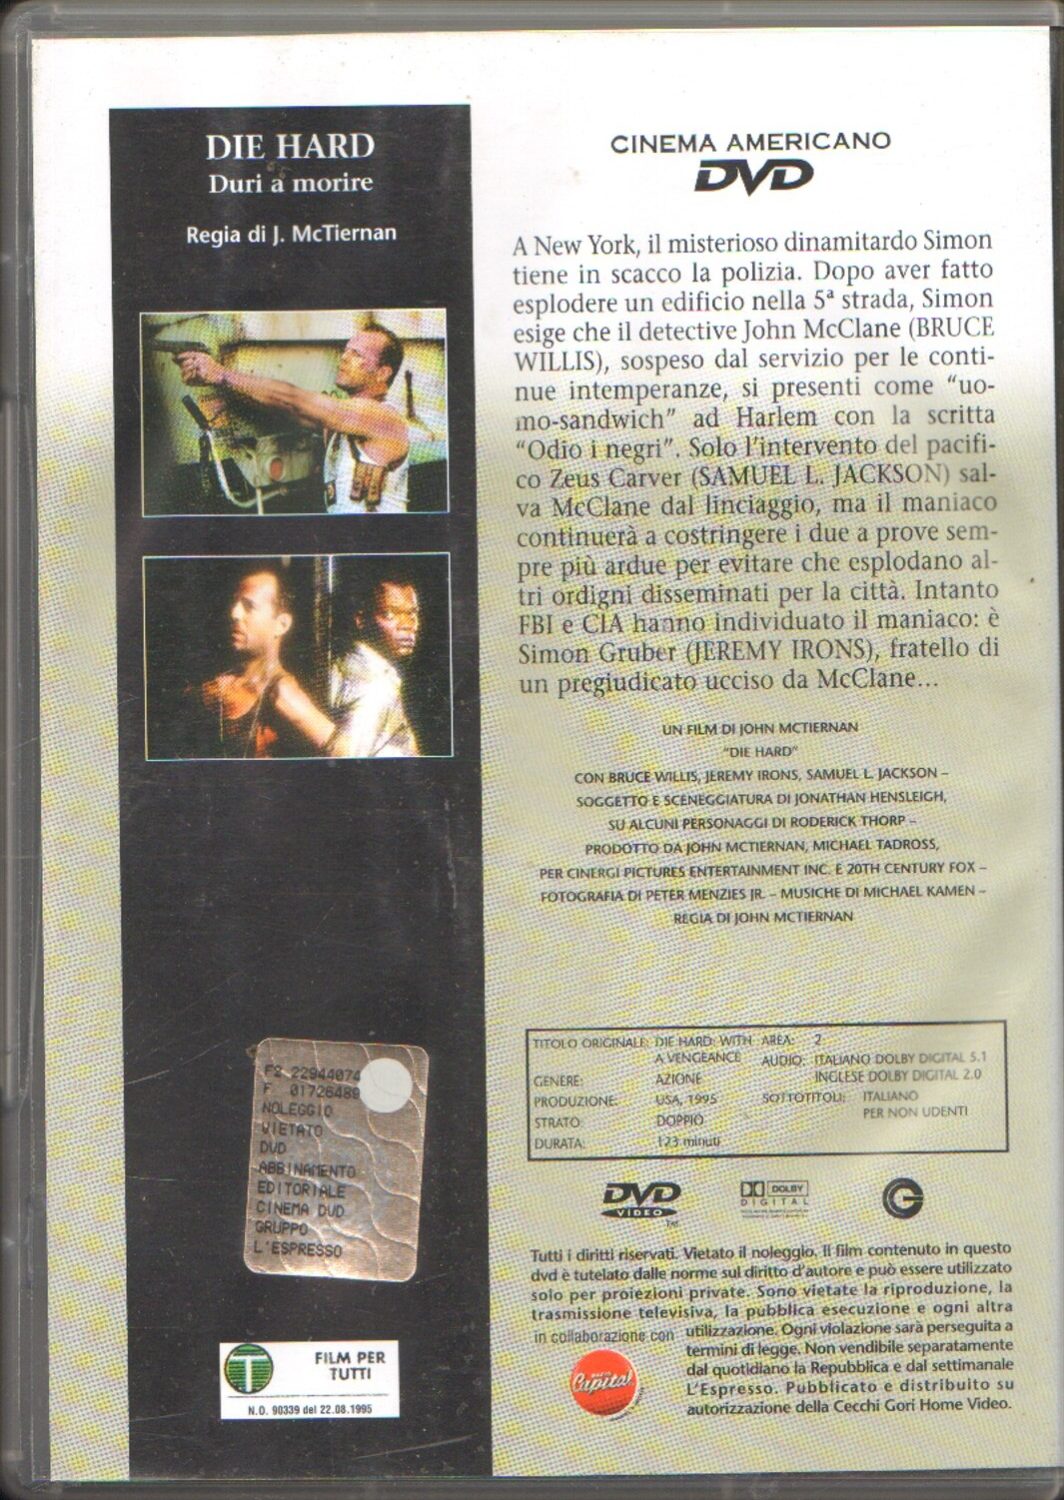 DIE HARD
Duri a morire
Regia di J. McTiernan
CINEMA AMERICANO
DVD
A New York, il misterioso dinamitardo Simon
tiene in scacco la polizia. Dopo aver fatto
esplodere un edificio nella 5ª strada, Simon
esige che il detective John McClane (BRUCE
WILLIS), sospeso dal servizio per le conti-
nue intemperanze, si presenti come “uo-
mo-sandwich” ad Harlem con la scritta
“Odio i negri”. Solo l’intervento del pacifi-
co Zeus Carver (SAMUEL L. JACKSON) sal-
va McClane dal linciaggio, ma il maniaco
continuerà a costringere i due a prove sem-
pre più ardue per evitare che esplodano al-
tri ordigni disseminati per la città. Intanto
FBI e CIA hanno individuato il maniaco: è
Simon Gruber (JEREMY IRONS), fratello di
un pregiudicato ucciso da McClane...
UN FILM DI JOHN MCTIERNAN
“DIE HARD”
CON BRUCE WILLIS, JEREMY IRONS, SAMUEL L. JACKSON –
SOGGETTO E SCENEGGIATURA DI JONATHAN HENSLEIGH,
SU ALCUNI PERSONAGGI DI RODERICK THORP –
PRODOTTO DA JOHN MCTIERNAN, MICHAEL TADROSS,
PER CINERGI PICTURES ENTERTAINMENT INC. E 20TH CENTURY FOX –
FOTOGRAFIA DI PETER MENZIES JR. – MUSICHE DI MICHAEL KAMEN –
REGIA DI JOHN MCTIERNAN
TITOLO ORIGINALE: DIE HARD: WITH
A VENGEANCE
GENERE: AZIONE
PRODUZIONE: USA, 1995
STRATO: DOPPIO
DURATA: 123 minuti
AREA: 2
AUDIO: ITALIANO DOLBY DIGITAL 5.1
INGLESE DOLBY DIGITAL 2.0
SOTTOTITOLI: ITALIANO
PER NON UDENTI
FS 22944074
F 01726489
NOLEGGIO
VIETATO
DVD
ABBINAMENTO
EDITORIALE
CINEMA DVD
GRUPPO
L'ESPRESSO
DVD
VIDEO
TM
DOLBY
DIGITAL
Tutti i diritti riservati. Vietato il noleggio. Il film contenuto in questo
dvd è tutelato dalle norme sul diritto d’autore e può essere utilizzato
solo per proiezioni private. Sono vietate la riproduzione, la
trasmissione televisiva, la pubblica esecuzione e ogni altra
in collaborazione con utilizzazione. Ogni violazione sarà perseguita a
termini di legge. Non vendibile separatamente
dal quotidiano la Repubblica e dal settimanale
L’Espresso. Pubblicato e distribuito su
autorizzazione della Cecchi Gori Home Video.
Capital
T
FILM PER
TUTTI
N.O. 90339 del 22.08.1995